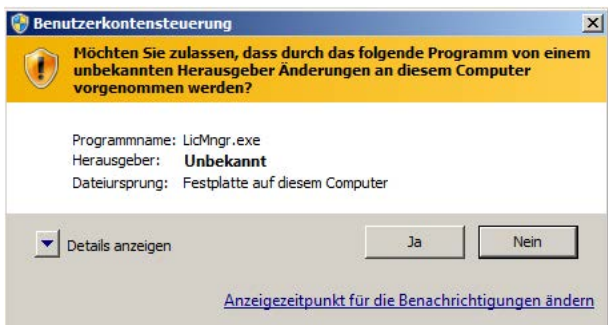 Benutzerkontensteuerung
Möchten Sie zulassen, dass durch das folgende Programm von einem
unbekannten Herausgeber Änderungen an diesem Computer
vorgenommen werden?
Programmname: LicMngr.exe
Herausgeber: Unbekannt
Dateiursprung: Festplatte auf diesem Computer
Details anzeigen
Ja
Nein
Anzeigezeitpunkt für die Benachrichtigungen ändern